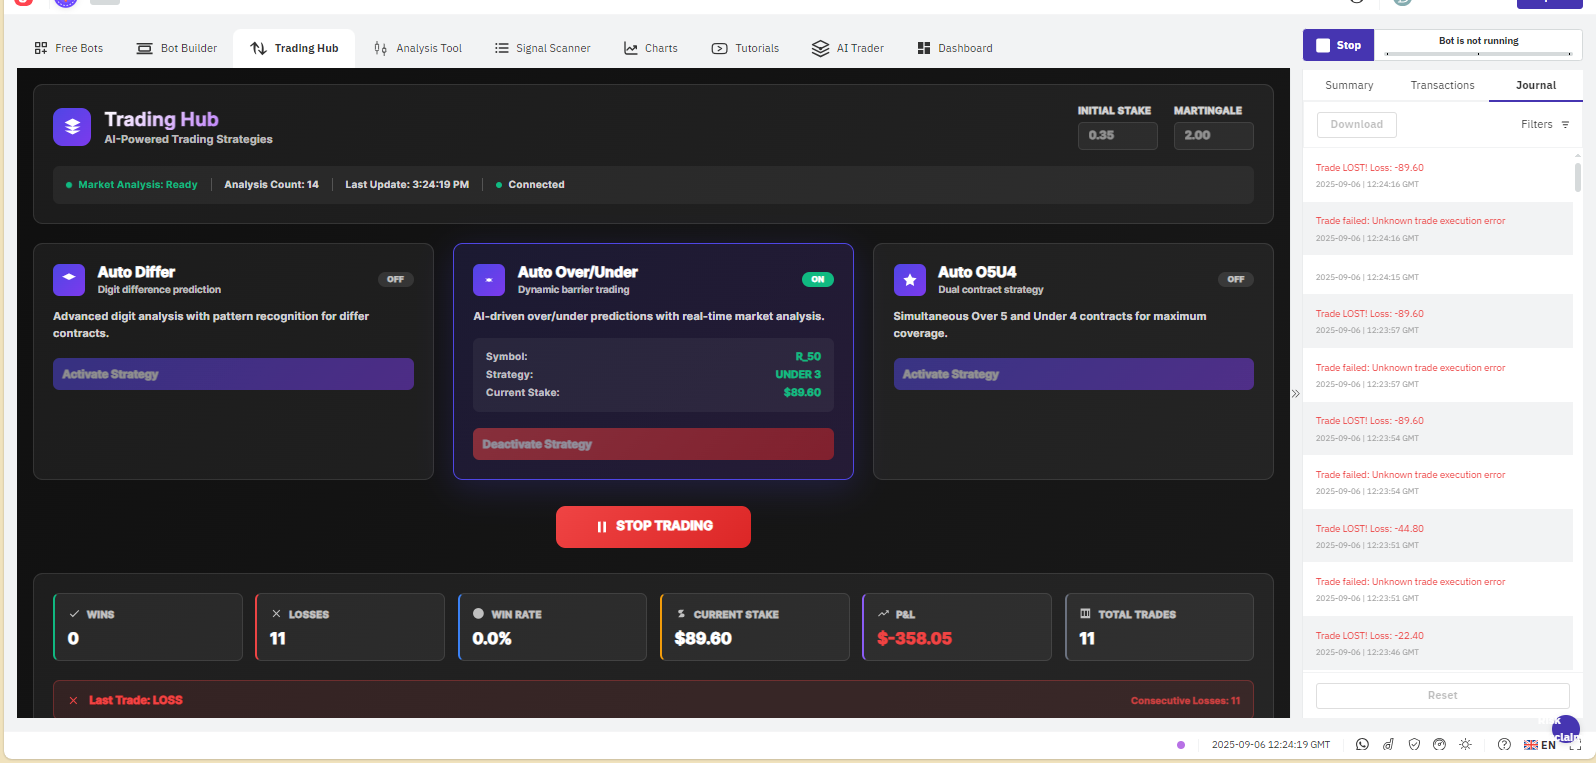 Free Bots
Bot Builder
Trading Hub
Analysis Tool
Signal Scanner
Charts
Tutorials
AI Trader
Dashboard
Stop
Bot is not running
Summary
Transactions
Journal
Download
Filters
Trading Hub
AI-Powered Trading Strategies
INITIAL STAKE
0.35
MARTINGALE
2.00
Market Analysis: Ready
Analysis Count: 14
Last Update: 3:24:19 PM
Connected
Auto Differ
Digit difference prediction
OFF
Advanced digit analysis with pattern recognition for differ
contracts.
Activate Strategy
Auto Over/Under
Dynamic barrier trading
ON
AI-driven over/under predictions with real-time market analysis.
Symbol: R_50
Strategy: UNDER 3
Current Stake: $89.60
Deactivate Strategy
Auto O5U4
Dual contract strategy
OFF
Simultaneous Over 5 and Under 4 contracts for maximum
coverage.
Activate Strategy
STOP TRADING
WINS
0
LOSSES
11
WIN RATE
0.0%
CURRENT STAKE
$89.60
P&L
$-358.05
TOTAL TRADES
11
Last Trade: LOSS
Consecutive Losses: 11
Trade LOST! Loss: -89.60
2025-09-06 | 12:24:16 GMT
Trade failed: Unknown trade execution error
2025-09-06 | 12:24:16 GMT
2025-09-06 | 12:24:15 GMT
Trade LOST! Loss: -89.60
2025-09-06 | 12:23:57 GMT
Trade failed: Unknown trade execution error
2025-09-06 | 12:23:57 GMT
Trade LOST! Loss: -89.60
2025-09-06 | 12:23:54 GMT
Trade failed: Unknown trade execution error
2025-09-06 | 12:23:54 GMT
Trade LOST! Loss: -44.80
2025-09-06 | 12:23:51 GMT
Trade failed: Unknown trade execution error
2025-09-06 | 12:23:51 GMT
Trade LOST! Loss: -22.40
2025-09-06 | 12:23:46 GMT
Reset
2025-09-06 12:24:19 GMT
EN